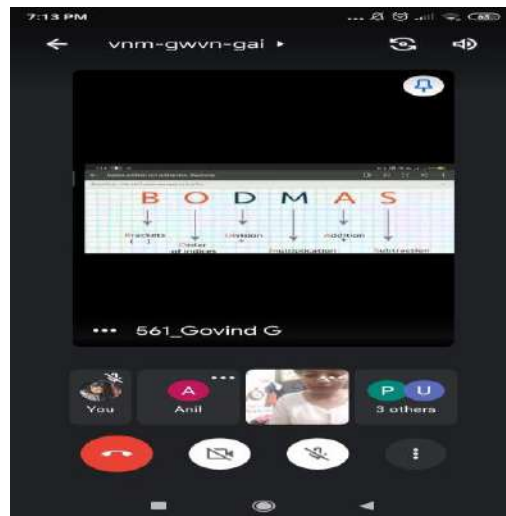 7:13 PM ... 65
vnm-gwvn-gai
B O D M A S
Brackets Division Addition
( )
Order Multiplication Subtraction
of indices
••• 561_Govind G
A P U
You Anil 3 others